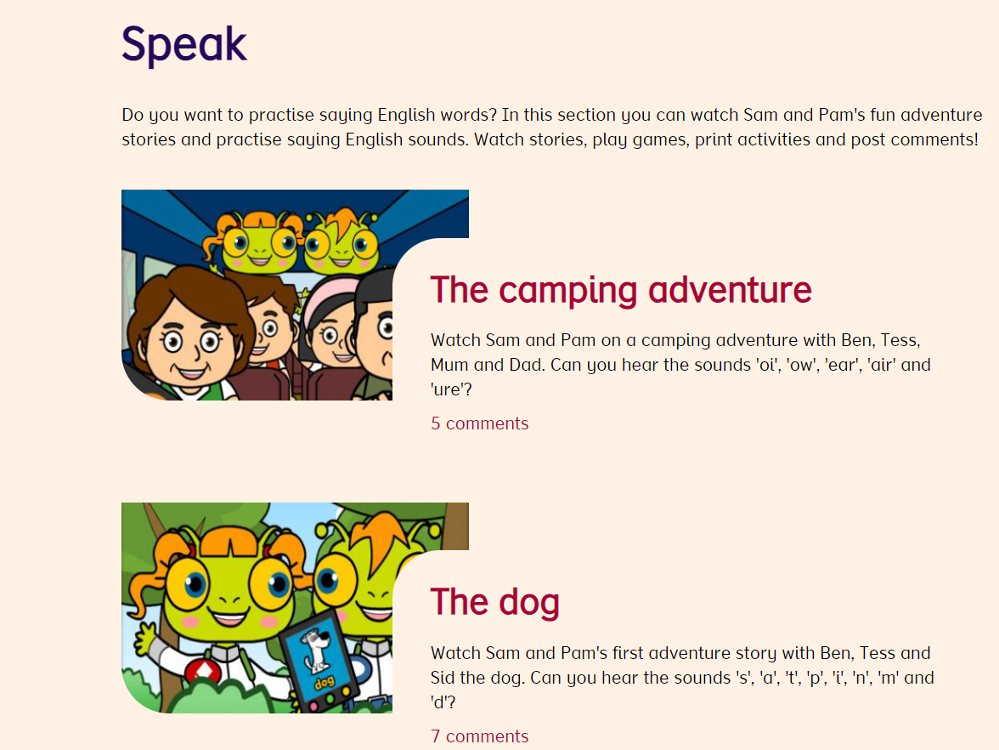 Speak
Do you want to practise saying English words? In this section you can watch Sam and Pam's fun adventure
stories and practise saying English sounds. Watch stories, play games, print activities and post comments!
The camping adventure
Watch Sam and Pam on a camping adventure with Ben, Tess,
Mum and Dad. Can you hear the sounds 'oi', 'ow', 'ear', 'air' and
'ure'?
5 comments
The dog
Watch Sam and Pam's first adventure story with Ben, Tess and
Sid the dog. Can you hear the sounds 's', 'a', 't', 'p', 'i', 'n', 'm' and
'd'?
dog
7 comments